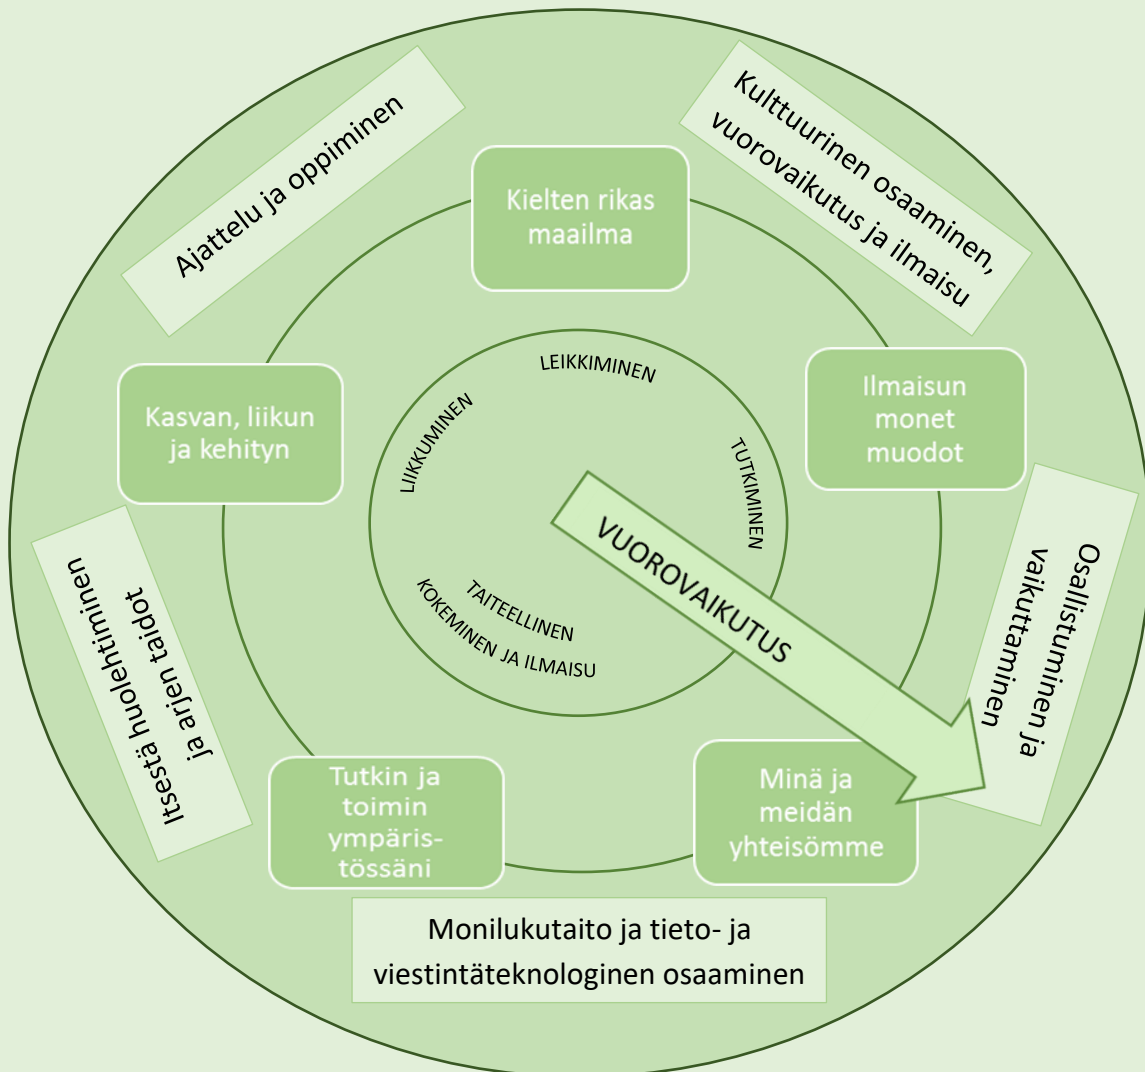 Ajattelu ja oppiminen
Kulttuurinen osaaminen,
vuorovaikutus ja ilmaisu
Kielten rikas
maailma
Kasvan, liikun
ja kehityn
Ilmaisun
monet
muodot
LEIKKIMINEN
LIIKKUMINEN
TUTKIMINEN
TAITEELLINEN
KOKEMINEN JA ILMAISU
VUOROVAIKUTUS
Osallistuminen ja
vaikuttaminen
Itsestä huolehtiminen
ja arjen taidot
Tutkin ja
toimin
ympäris-
tössäni
Minä ja
meidän
yhteisömme
Monilukutaito ja tieto- ja
viestintäteknologinen osaaminen